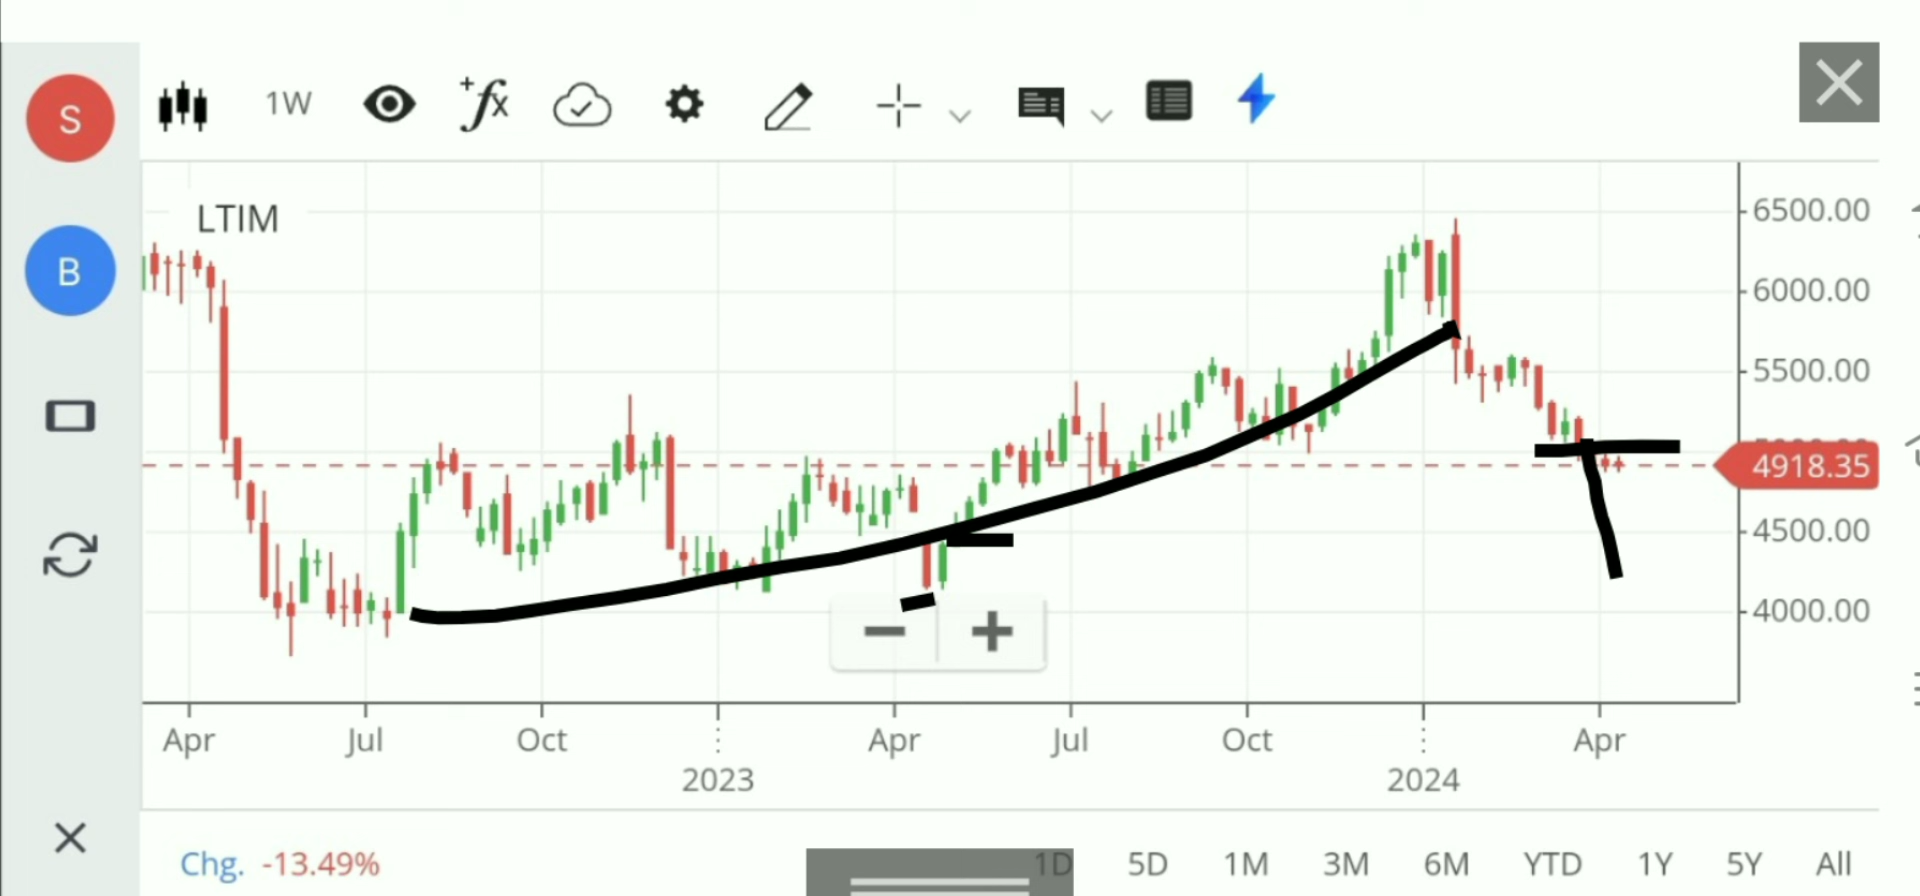 S
1W
+fx
B
LTIM
6500.00
6000.00
5500.00
4918.35
4500.00
4000.00
Apr Jul Oct Apr Jul Oct Apr
2023 2024
Chg. -13.49% 1D 5D 1M 3M 6M YTD 1Y 5Y All